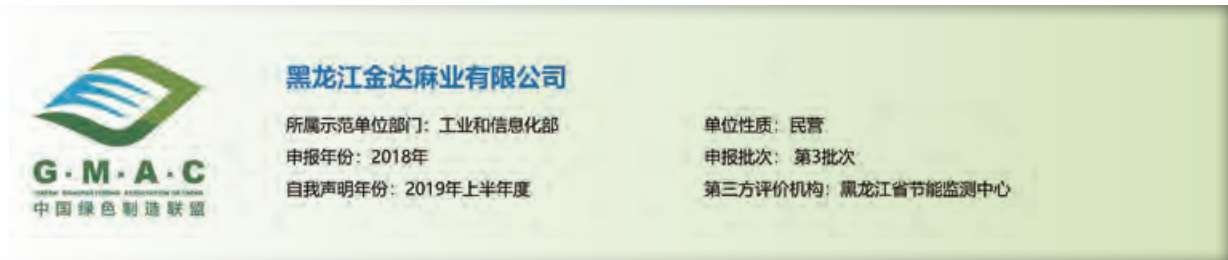 黑龙江金达麻业有限公司
所属示范单位部门：工业和信息化部
单位性质：民营
申报年份：2018年
申报批次： 第3批次
自我声明年份：2019年上半年度
第三方评价机构：黑龙江省节能监测中心
G·M·A·C
中国绿色制造联盟